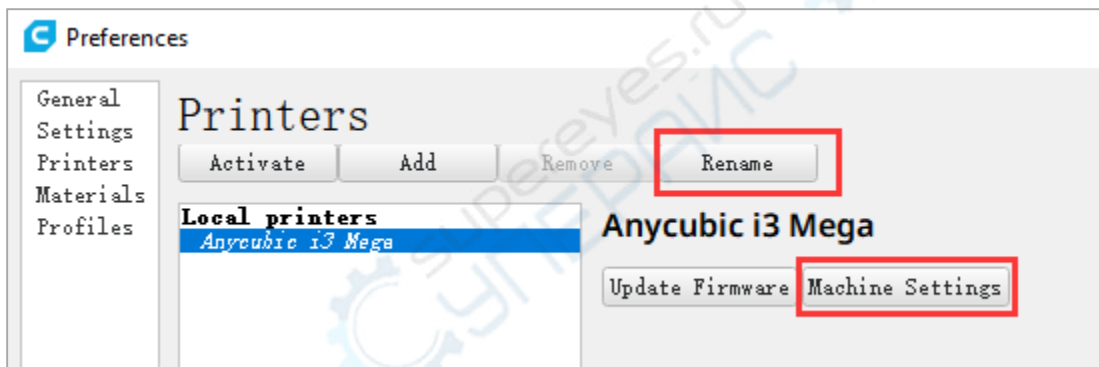 Preferences
General
Settings
Printers
Materials
Profiles
Printers
Activate Add Remove Rename
Local printers
Anycubic i3 Mega
Anycubic i3 Mega
Update Firmware Machine Settings
supereyes.ru
СУПЕРАЙС